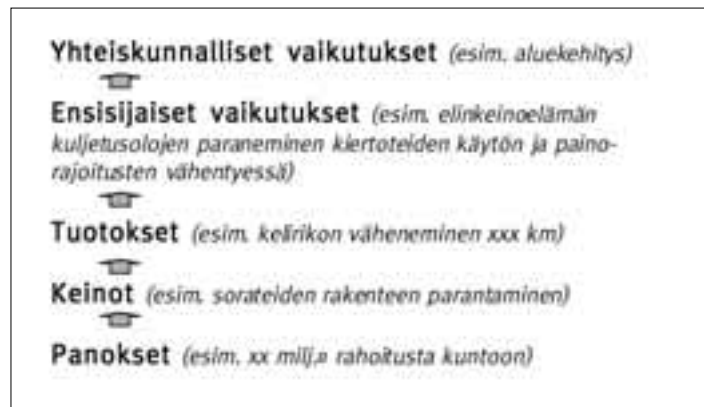 Yhteiskunnalliset vaikutukset (esim. aluekehitys)
Ensisijaiset vaikutukset (esim. elinkeinoelämän
kuljetusolojen paraneminen kiertoteiden käytön ja paino-
rajoitusten vähentyessä)
Tuotokset (esim. kelirikon väheneminen xxx km)
Keinot (esim. sorateiden rakenteen parantaminen)
Panokset (esim. xx milj.¤ rahoitusta kuntoon)